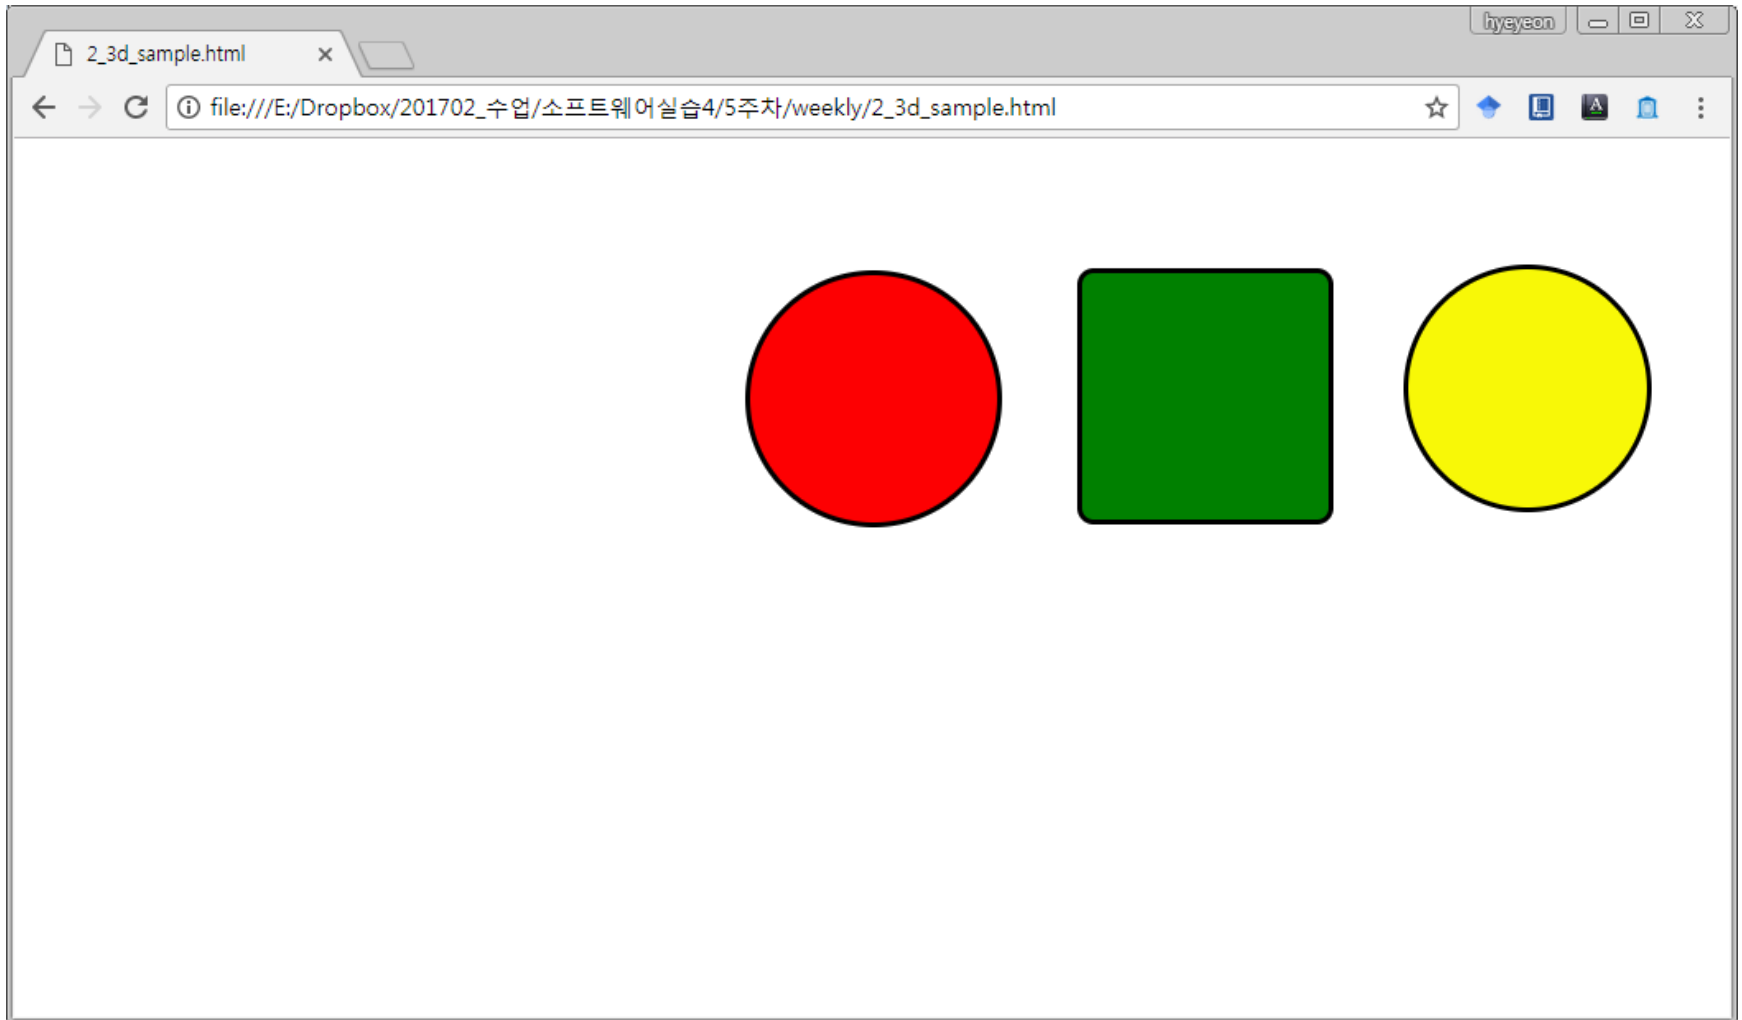 hyeyeon
2_3d_sample.html
file:///E:/Dropbox/201702_수업/소프트웨어실습4/5주차/weekly/2_3d_sample.html
A